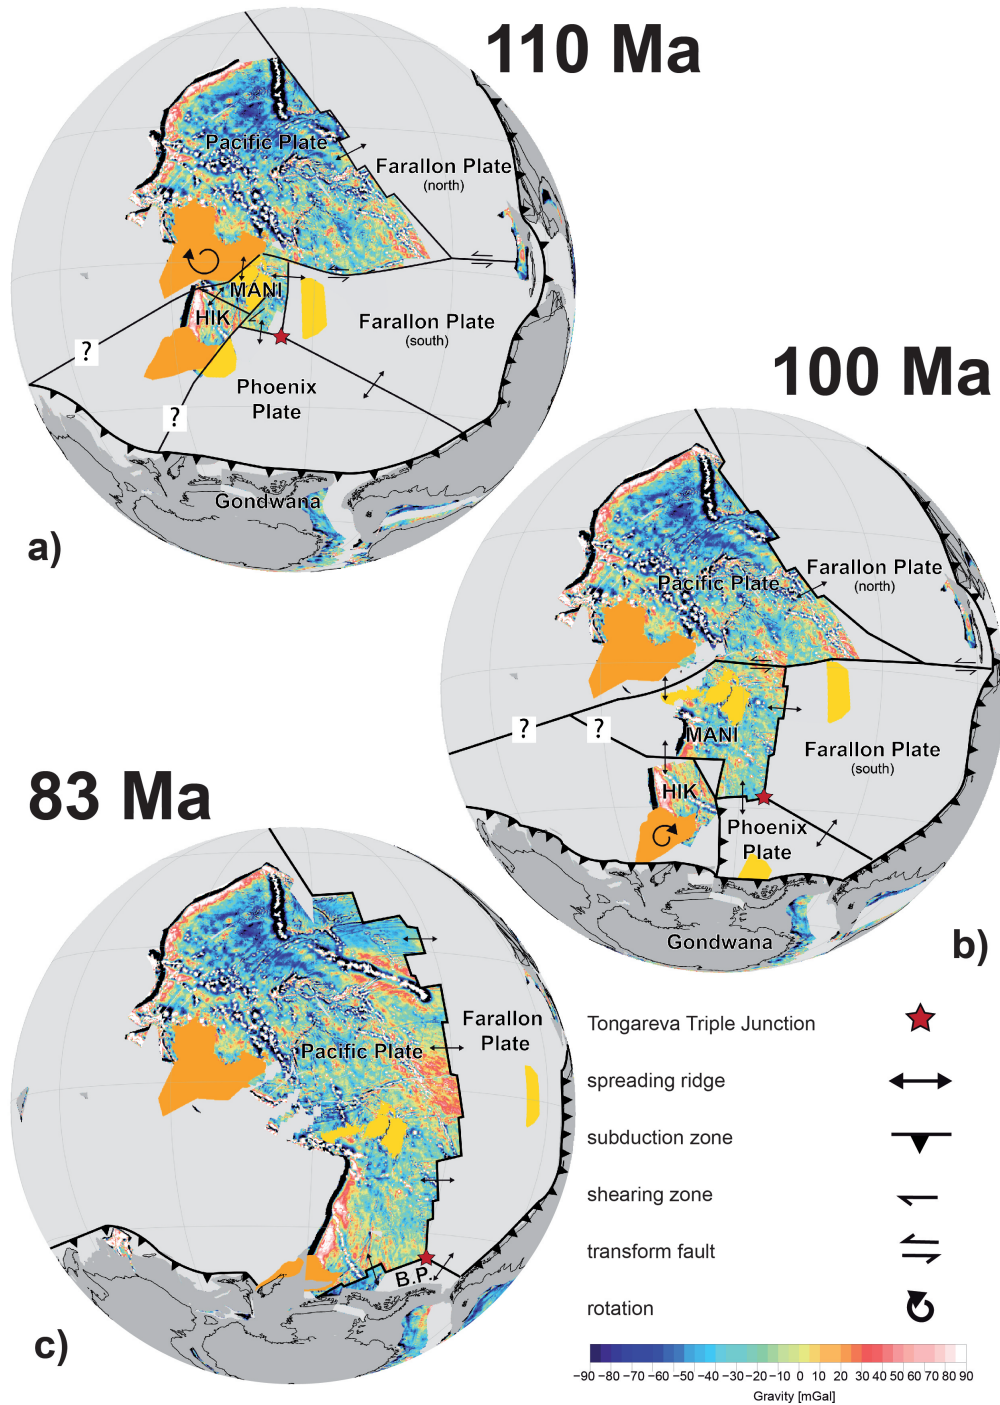 110 Ma
Pacific Plate
Farallon Plate
(north)
MANI
HIK
Farallon Plate
(south)
?
Phoenix
Plate
?
Gondwana
a)
100 Ma
Farallon Plate
(north)
Pacific Plate
?
?
MANI
Farallon Plate
(south)
HIK
Phoenix
Plate
Gondwana
b)
83 Ma
Farallon
Plate
Pacific Plate
B.P.
c)
Tongareva Triple Junction
spreading ridge
subduction zone
shearing zone
transform fault
rotation
−90 −80 −70 −60 −50 −40 −30 −20 −10 0 10 20 30 40 50 60 70 80 90
Gravity [mGal]